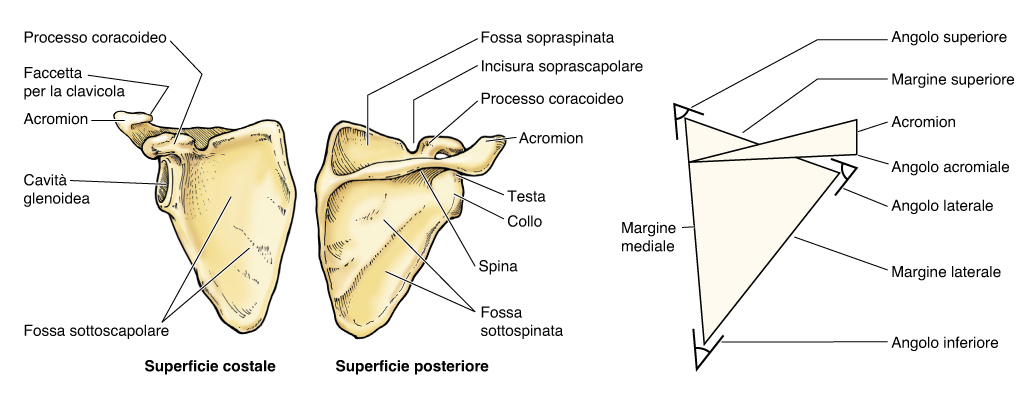 Processo coracoideo
Faccetta
per la clavicola
Acromion
Cavità
glenoidea
Fossa sottoscapolare
Superficie costale
Fossa sopraspinata
Incisura soprascapolare
Processo coracoideo
Acromion
Testa
Collo
Spina
Fossa
sottospinata
Superficie posteriore
Angolo superiore
Margine superiore
Acromion
Angolo acromiale
Angolo laterale
Margine
mediale
Margine laterale
Angolo inferiore